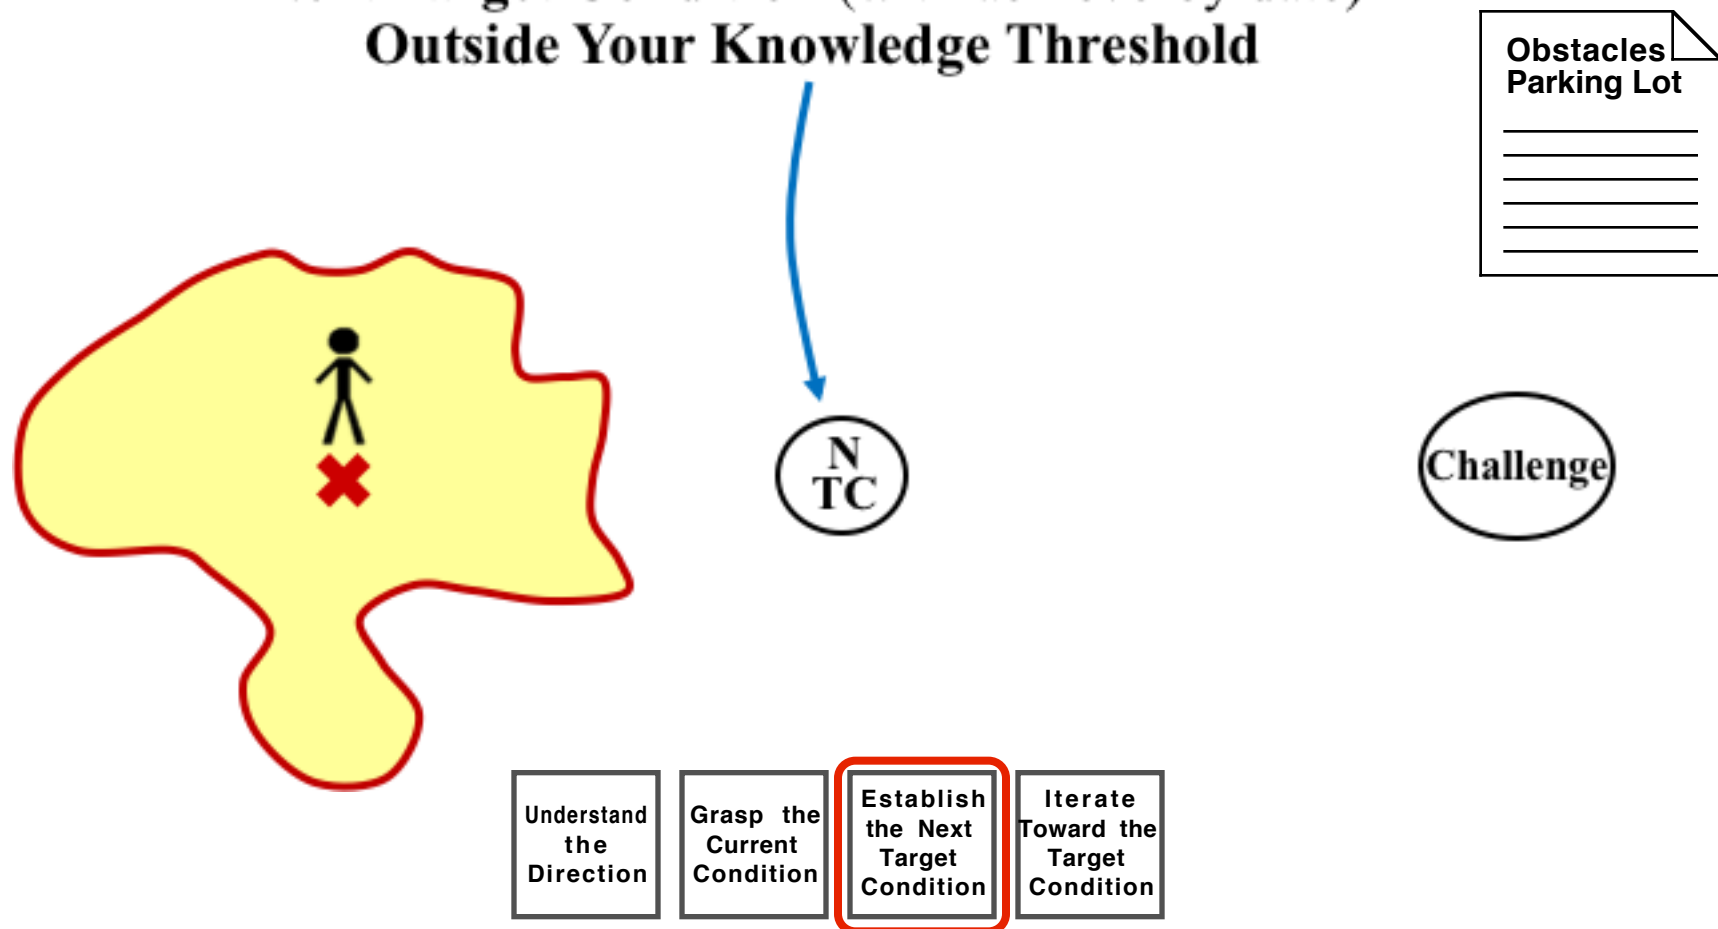 Outside Your Knowledge Threshold
Obstacles
Parking Lot
N
TC
Challenge
Understand
the
Direction
Grasp the
Current
Condition
Establish
the Next
Target
Condition
Iterate
Toward the
Target
Condition